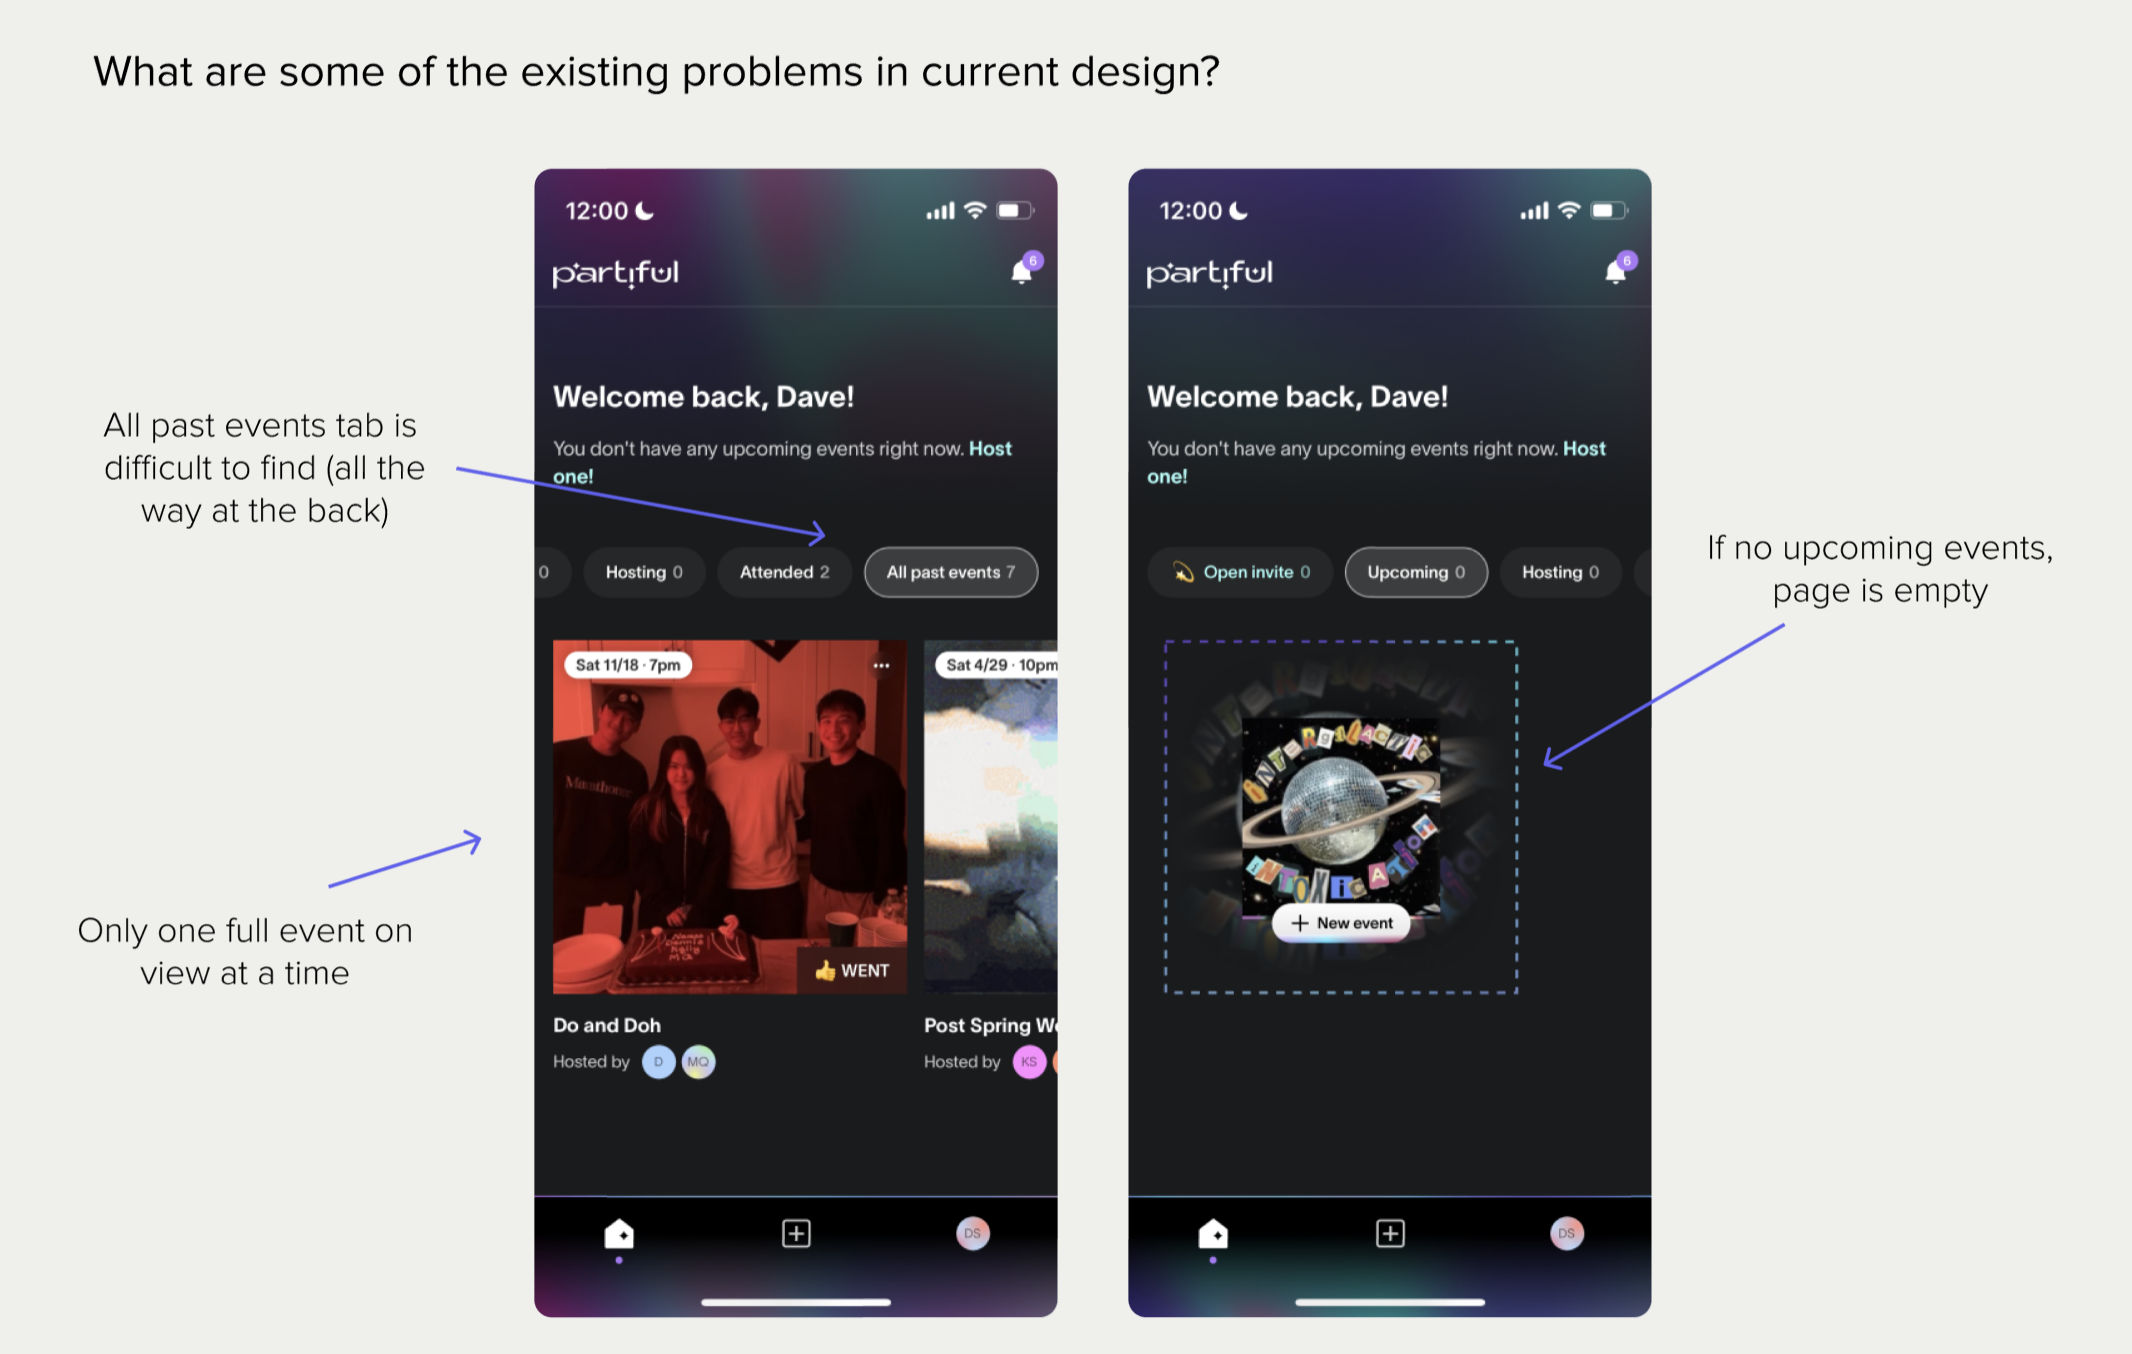 What are some of the existing problems in current design?
All past events tab is
difficult to find (all the
way at the back)
Only one full event on
view at a time
12:00
partiful
6
Welcome back, Dave!
You don't have any upcoming events right now. Host
one!
0
Hosting 0
Attended 2
All past events 7
Sat 11/18 · 7pm
Sat 4/29 · 10pm
👍 WENT
Do and Doh
Hosted by D MQ
Post Spring
Hosted by KS
DS
12:00
partiful
6
Welcome back, Dave!
You don't have any upcoming events right now. Host
one!
Open invite 0
Upcoming 0
Hosting 0
INTERgALACTIC
iNTOXiCATiON
+ New event
DS
If no upcoming events,
page is empty